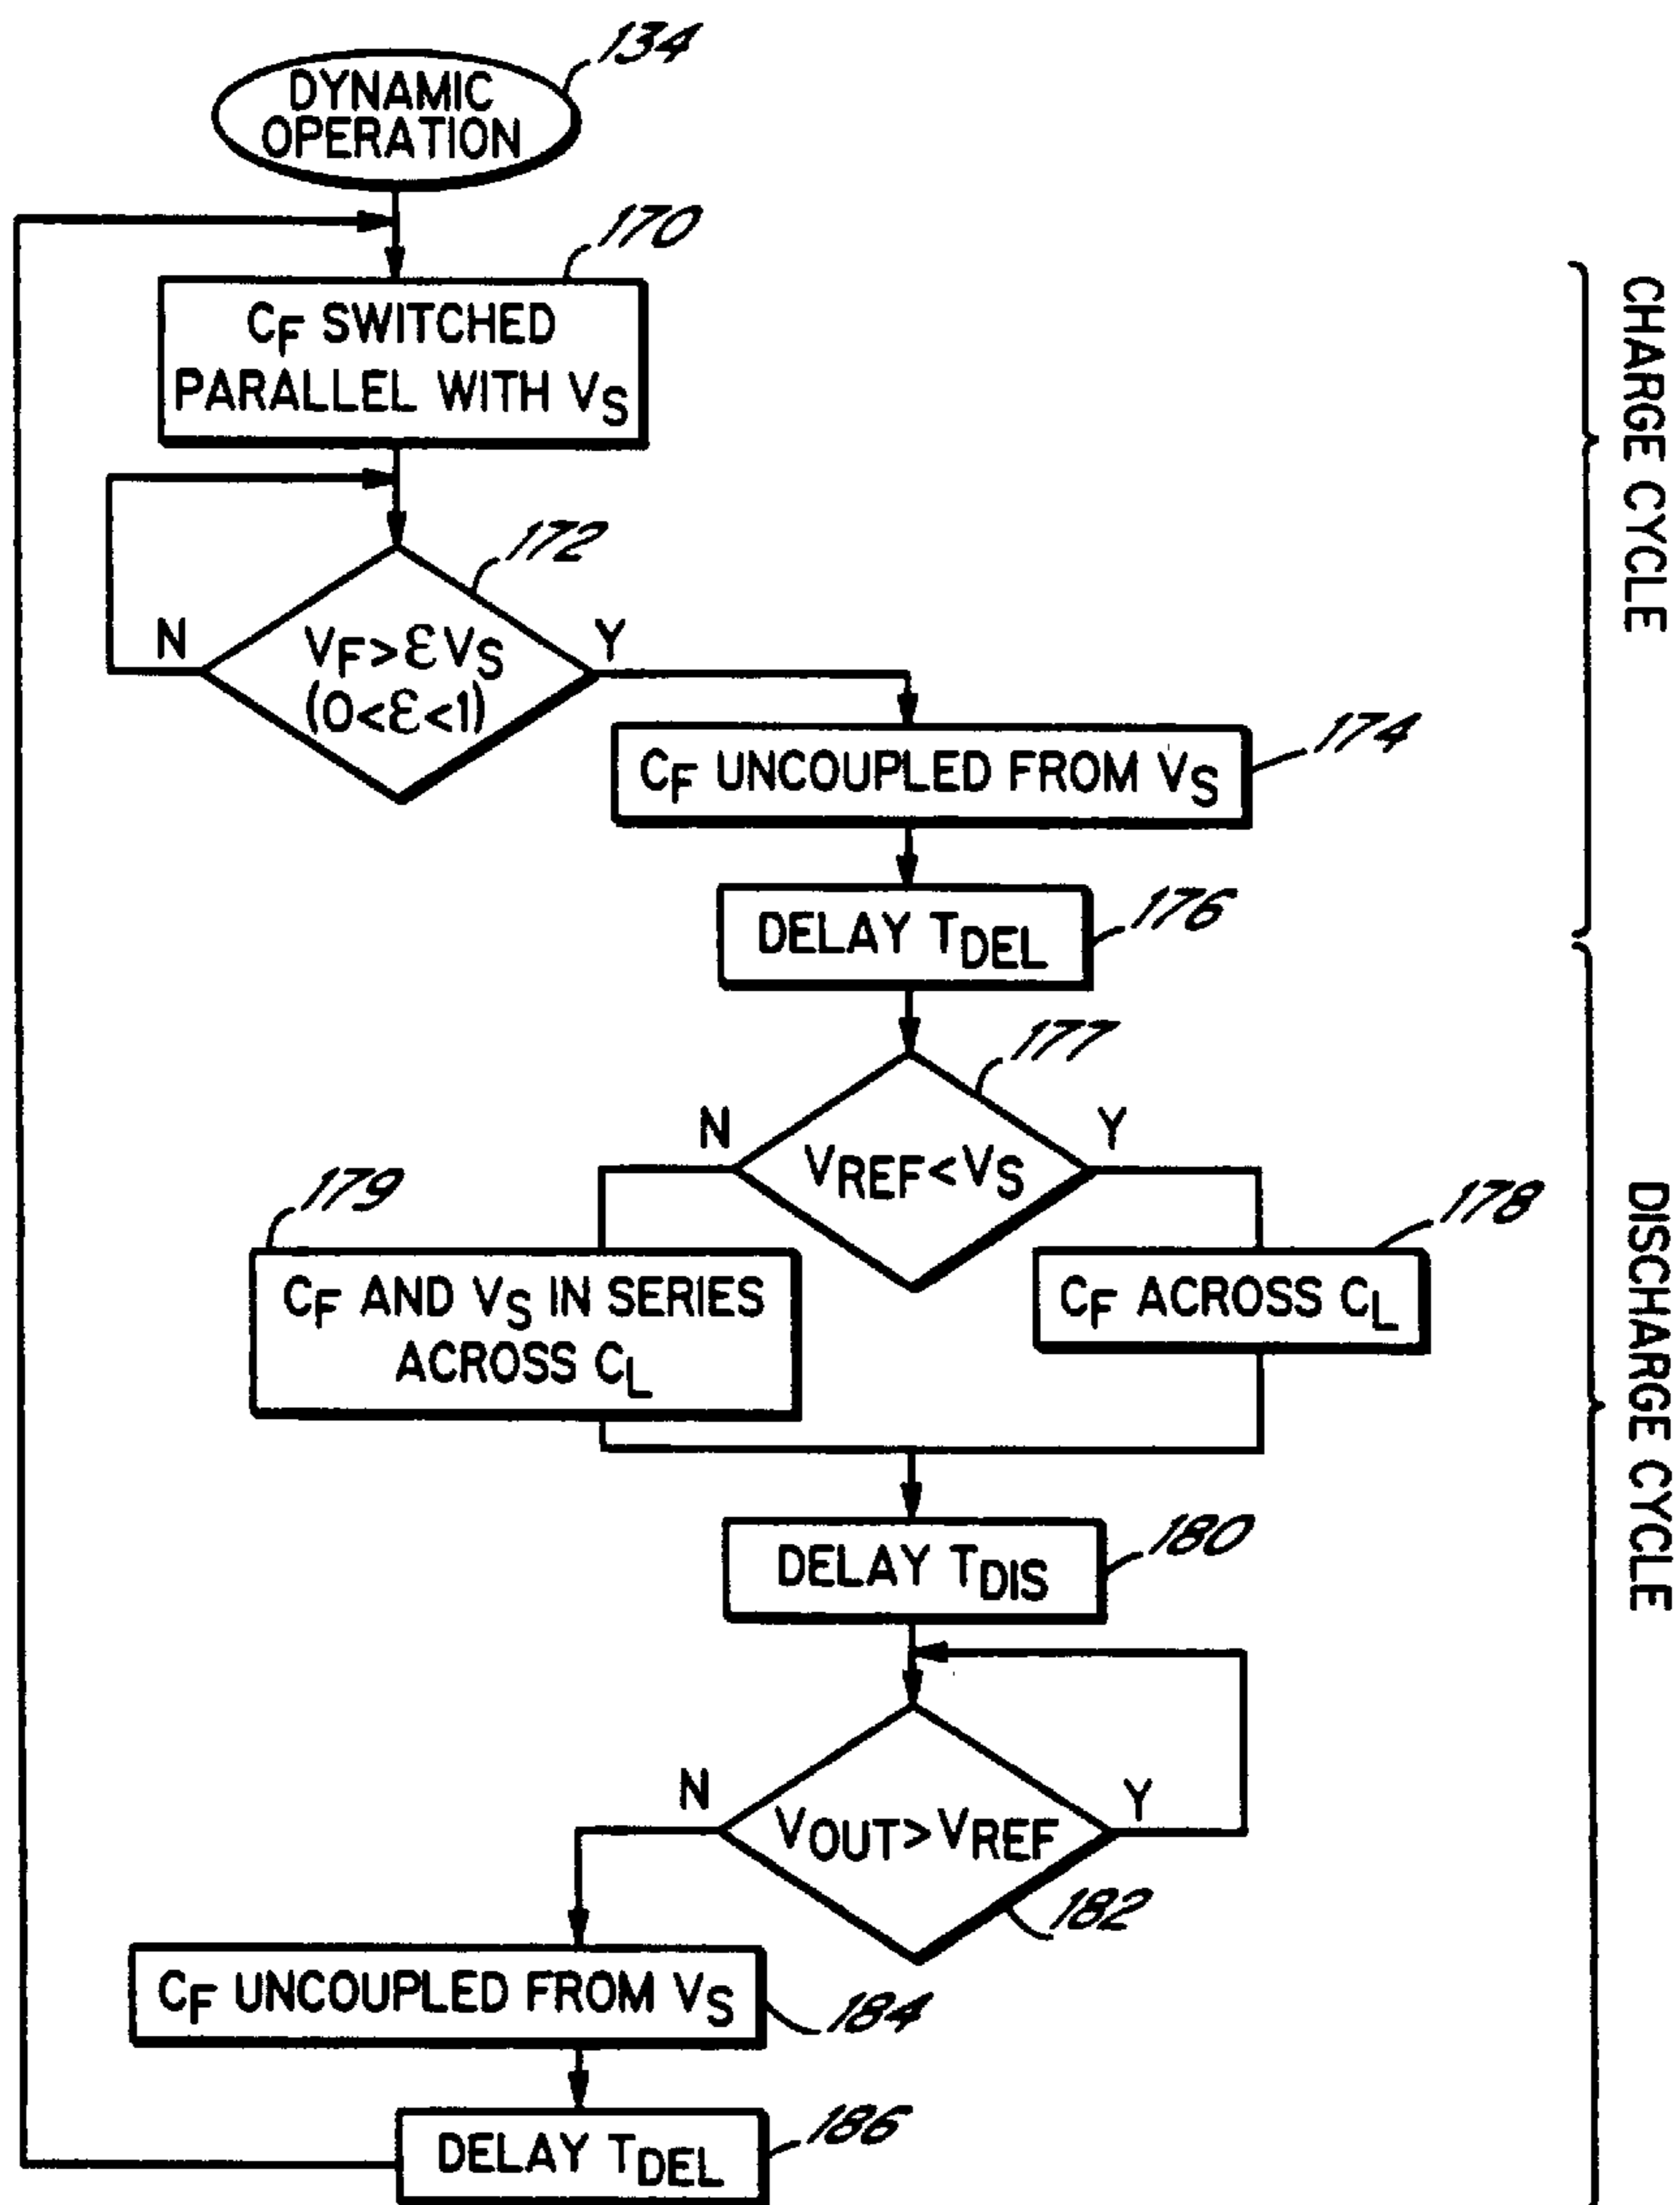 134
DYNAMIC
OPERATION
170
CF SWITCHED
PARALLEL WITH VS
CHARGE CYCLE
172
N
Y
VF>εVS
(0<ε<1)
174
CF UNCOUPLED FROM VS
176
DELAY TDEL
177
N
Y
VREF<VS
179
178
CF AND VS IN SERIES
ACROSS CL
CF ACROSS CL
DISCHARGE CYCLE
180
DELAY TDIS
N
Y
VOUT>VREF
182
CF UNCOUPLED FROM VS
184
186
DELAY TDEL